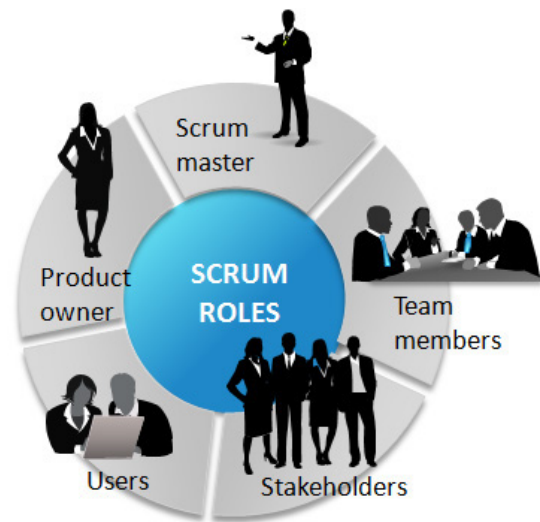 Scrum
master
Product
owner
SCRUM
ROLES
Team
members
Users
Stakeholders